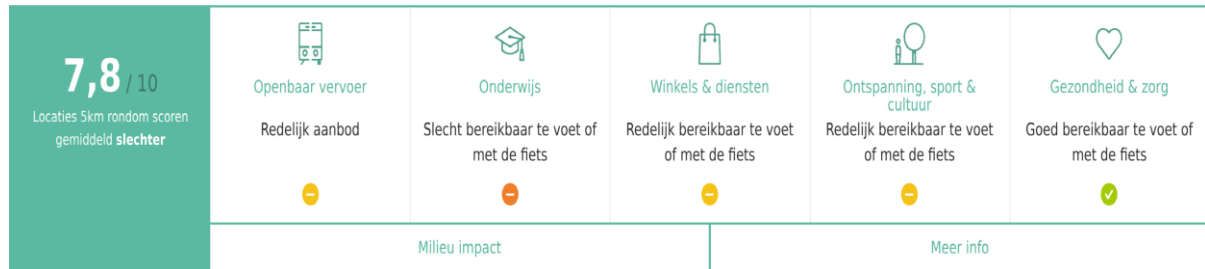 7,8 / 10
Locaties 5km rondom scoren
gemiddeld slechter
Openbaar vervoer
Redelijk aanbod
Onderwijs
Slecht bereikbaar te voet of
met de fiets
Winkels & diensten
Redelijk bereikbaar te voet
of met de fiets
Ontspanning, sport &
cultuur
Redelijk bereikbaar te voet
of met de fiets
Gezondheid & zorg
Goed bereikbaar te voet of
met de fiets
Milieu impact
Meer info